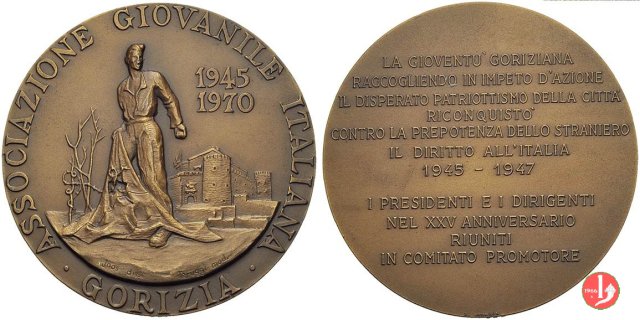 ASSOCIAZIONE GIOVANILE ITALIANA
1945
1970
· GORIZIA ·
LA GIOVENTU' GORIZIANA
RACCOGLIENDO IN IMPETO D'AZIONE
IL DISPERATO PATRIOTTISMO DELLA CITTA'
RICONQUISTO'
CONTRO LA PREPOTENZA DELLO STRANIERO
IL DIRITTO ALL'ITALIA
1945 - 1947
I PRESIDENTI E I DIRIGENTI
NEL XXV ANNIVERSARIO
RIUNITI
IN COMITATO PROMOTORE
1966